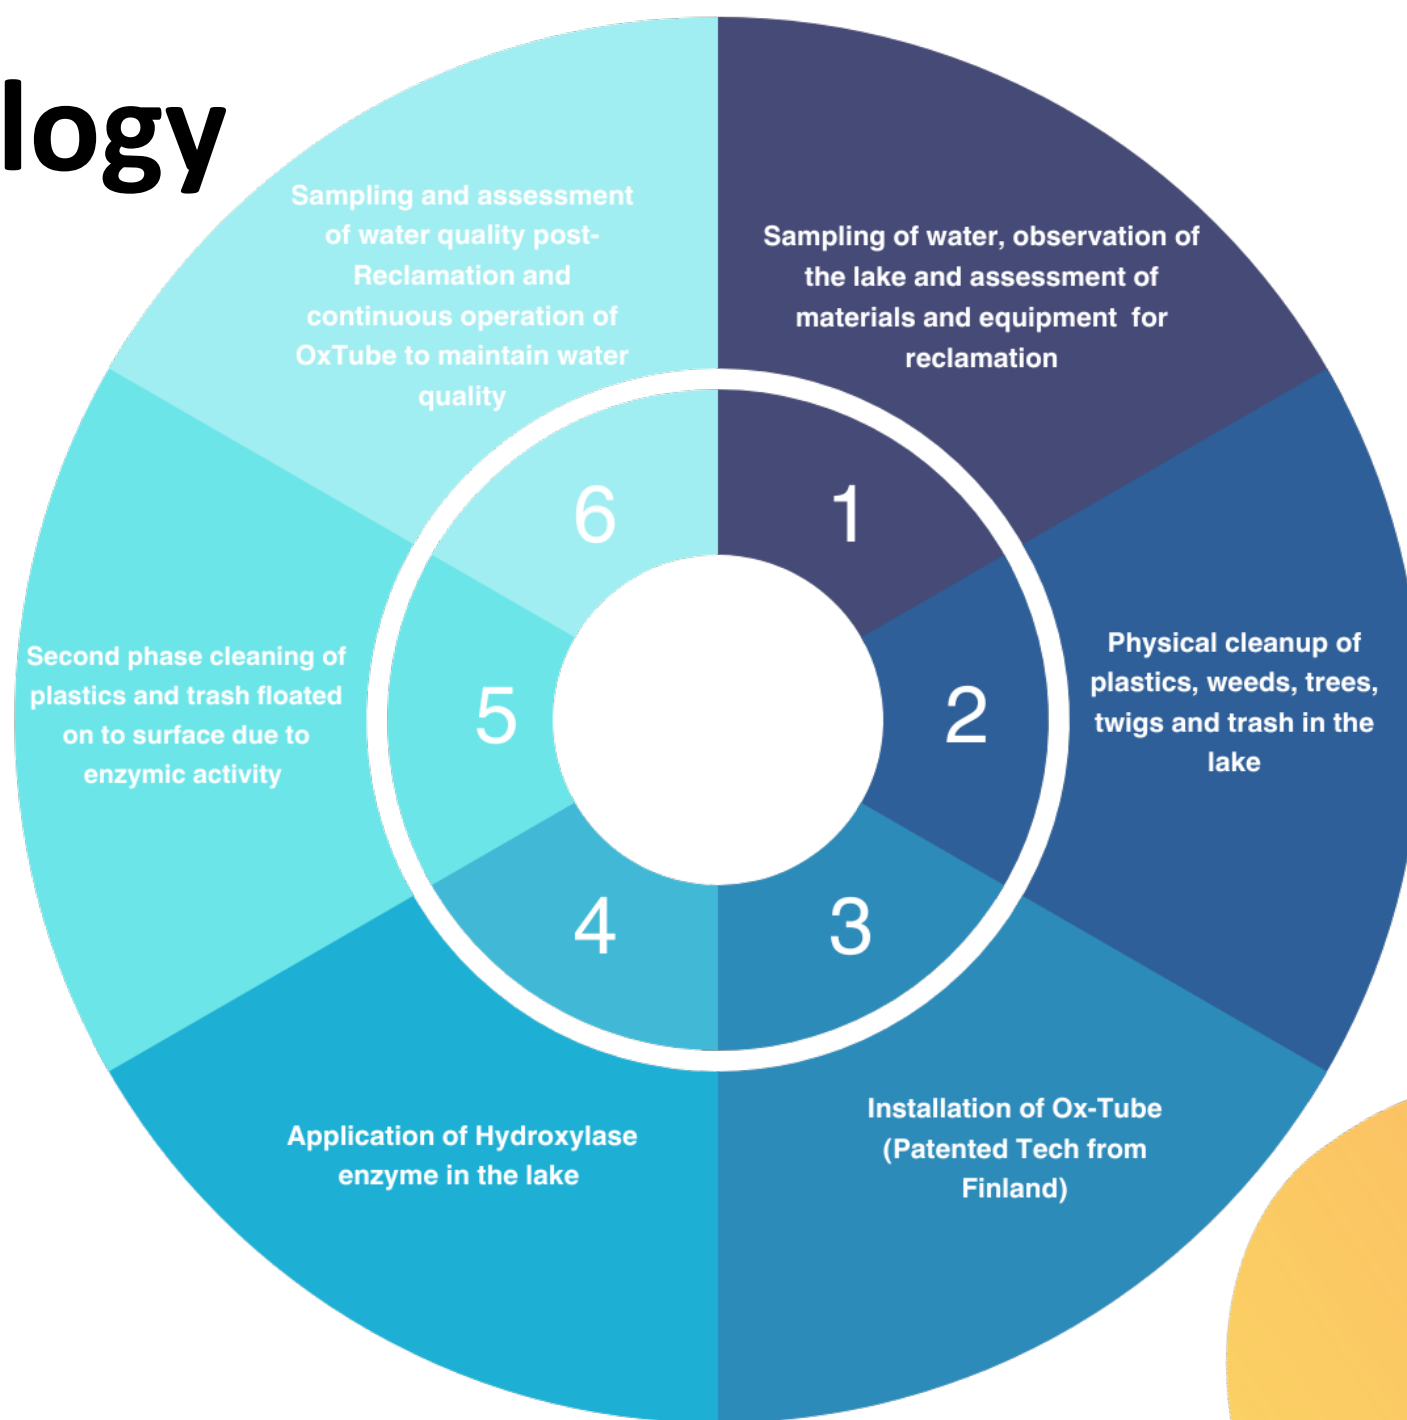 logy
Sampling of water, observation of
the lake and assessment of
materials and equipment for
reclamation
1
Physical cleanup of
plastics, weeds, trees,
twigs and trash in the
lake
2
Installation of Ox-Tube
(Patented Tech from
Finland)
3
Application of Hydroxylase
enzyme in the lake
4
Second phase cleaning of
plastics and trash floated
on to surface due to
enzymic activity
5
Sampling and assessment
of water quality post-
Reclamation and
continuous operation of
OxTube to maintain water
quality
6